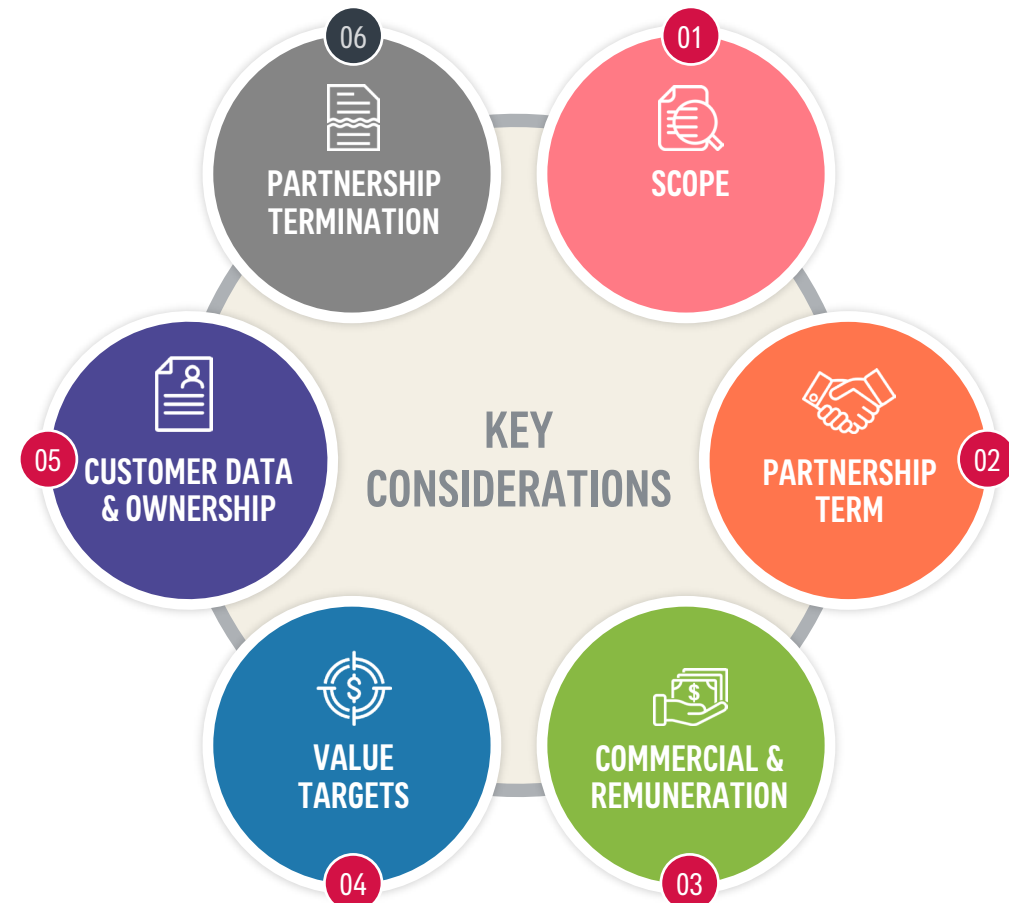 06
01
PARTNERSHIP
TERMINATION
SCOPE
05
CUSTOMER DATA
& OWNERSHIP
KEY
CONSIDERATIONS
PARTNERSHIP
TERM
02
$
VALUE
TARGETS
04
$
COMMERCIAL &
REMUNERATION
03